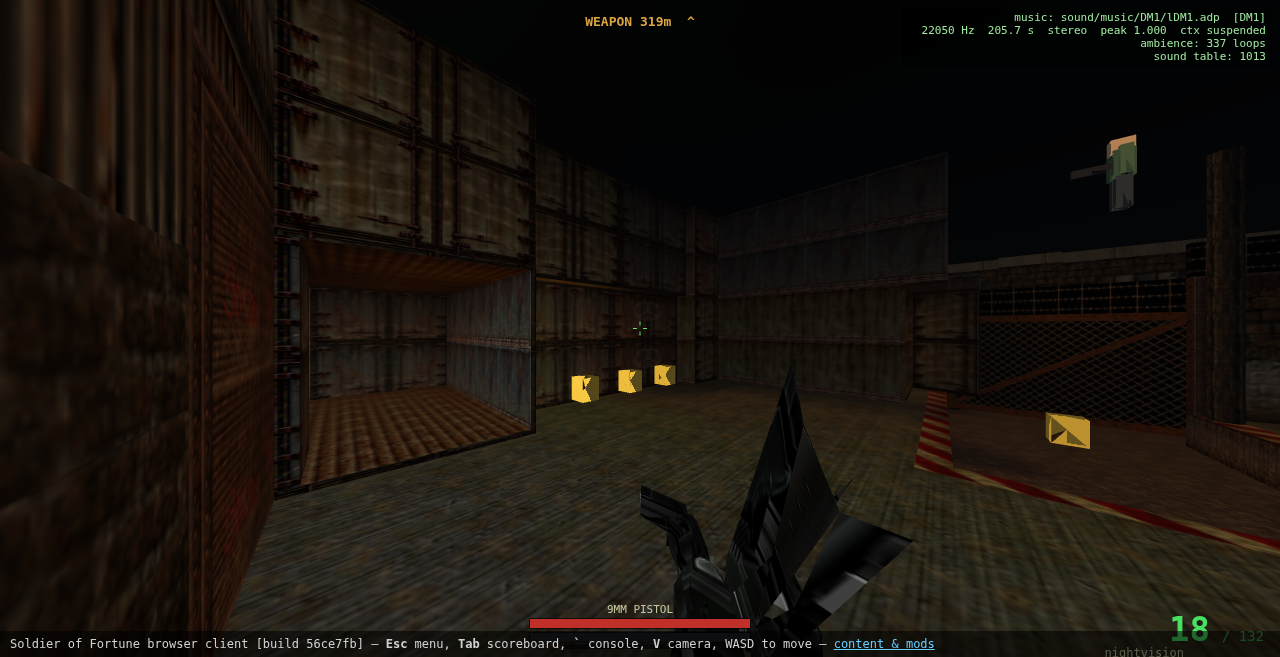 WEAPON 319m ^
music: sound/music/DM1/lDM1.adp [DM1]
22050 Hz 205.7 s stereo peak 1.000 ctx suspended
ambience: 337 loops
sound table: 1013
9MM PISTOL
18 / 132
Soldier of Fortune browser client [build 56ce7fb] — Esc menu, Tab scoreboard, ` console, V camera, WASD to move — content & mods
nightvision